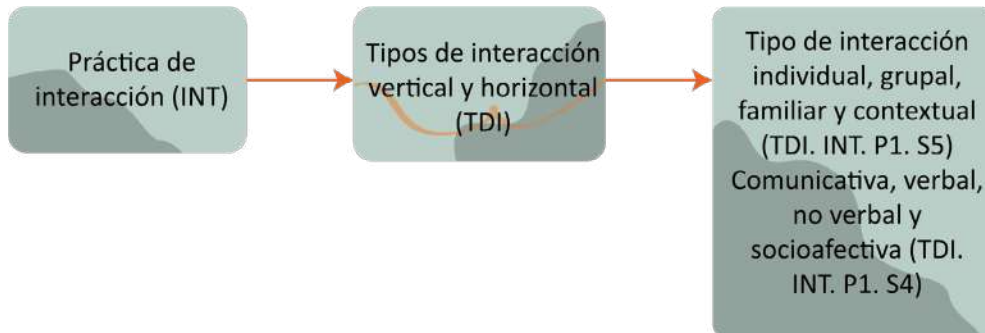 Práctica de
interacción (INT)
Tipos de interacción
vertical y horizontal
(TDI)
Tipo de interacción
individual, grupal,
familiar y contextual
(TDI. INT. P1. S5)
Comunicativa, verbal,
no verbal y
socioafectiva (TDI.
INT. P1. S4)